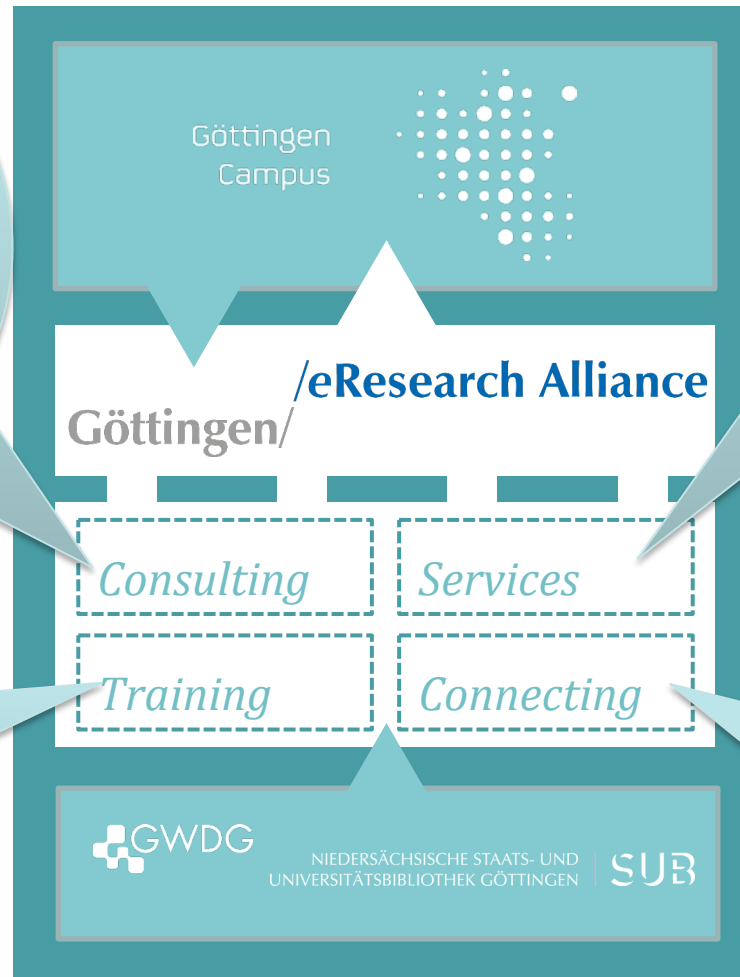 Göttingen
Campus
/eResearch Alliance
Göttingen/
Consulting
Services
Training
Connecting
GWDG
NIEDERSÄCHSISCHE STAATS- UND
UNIVERSITÄTSBIBLIOTHEK GÖTTINGEN
SUB